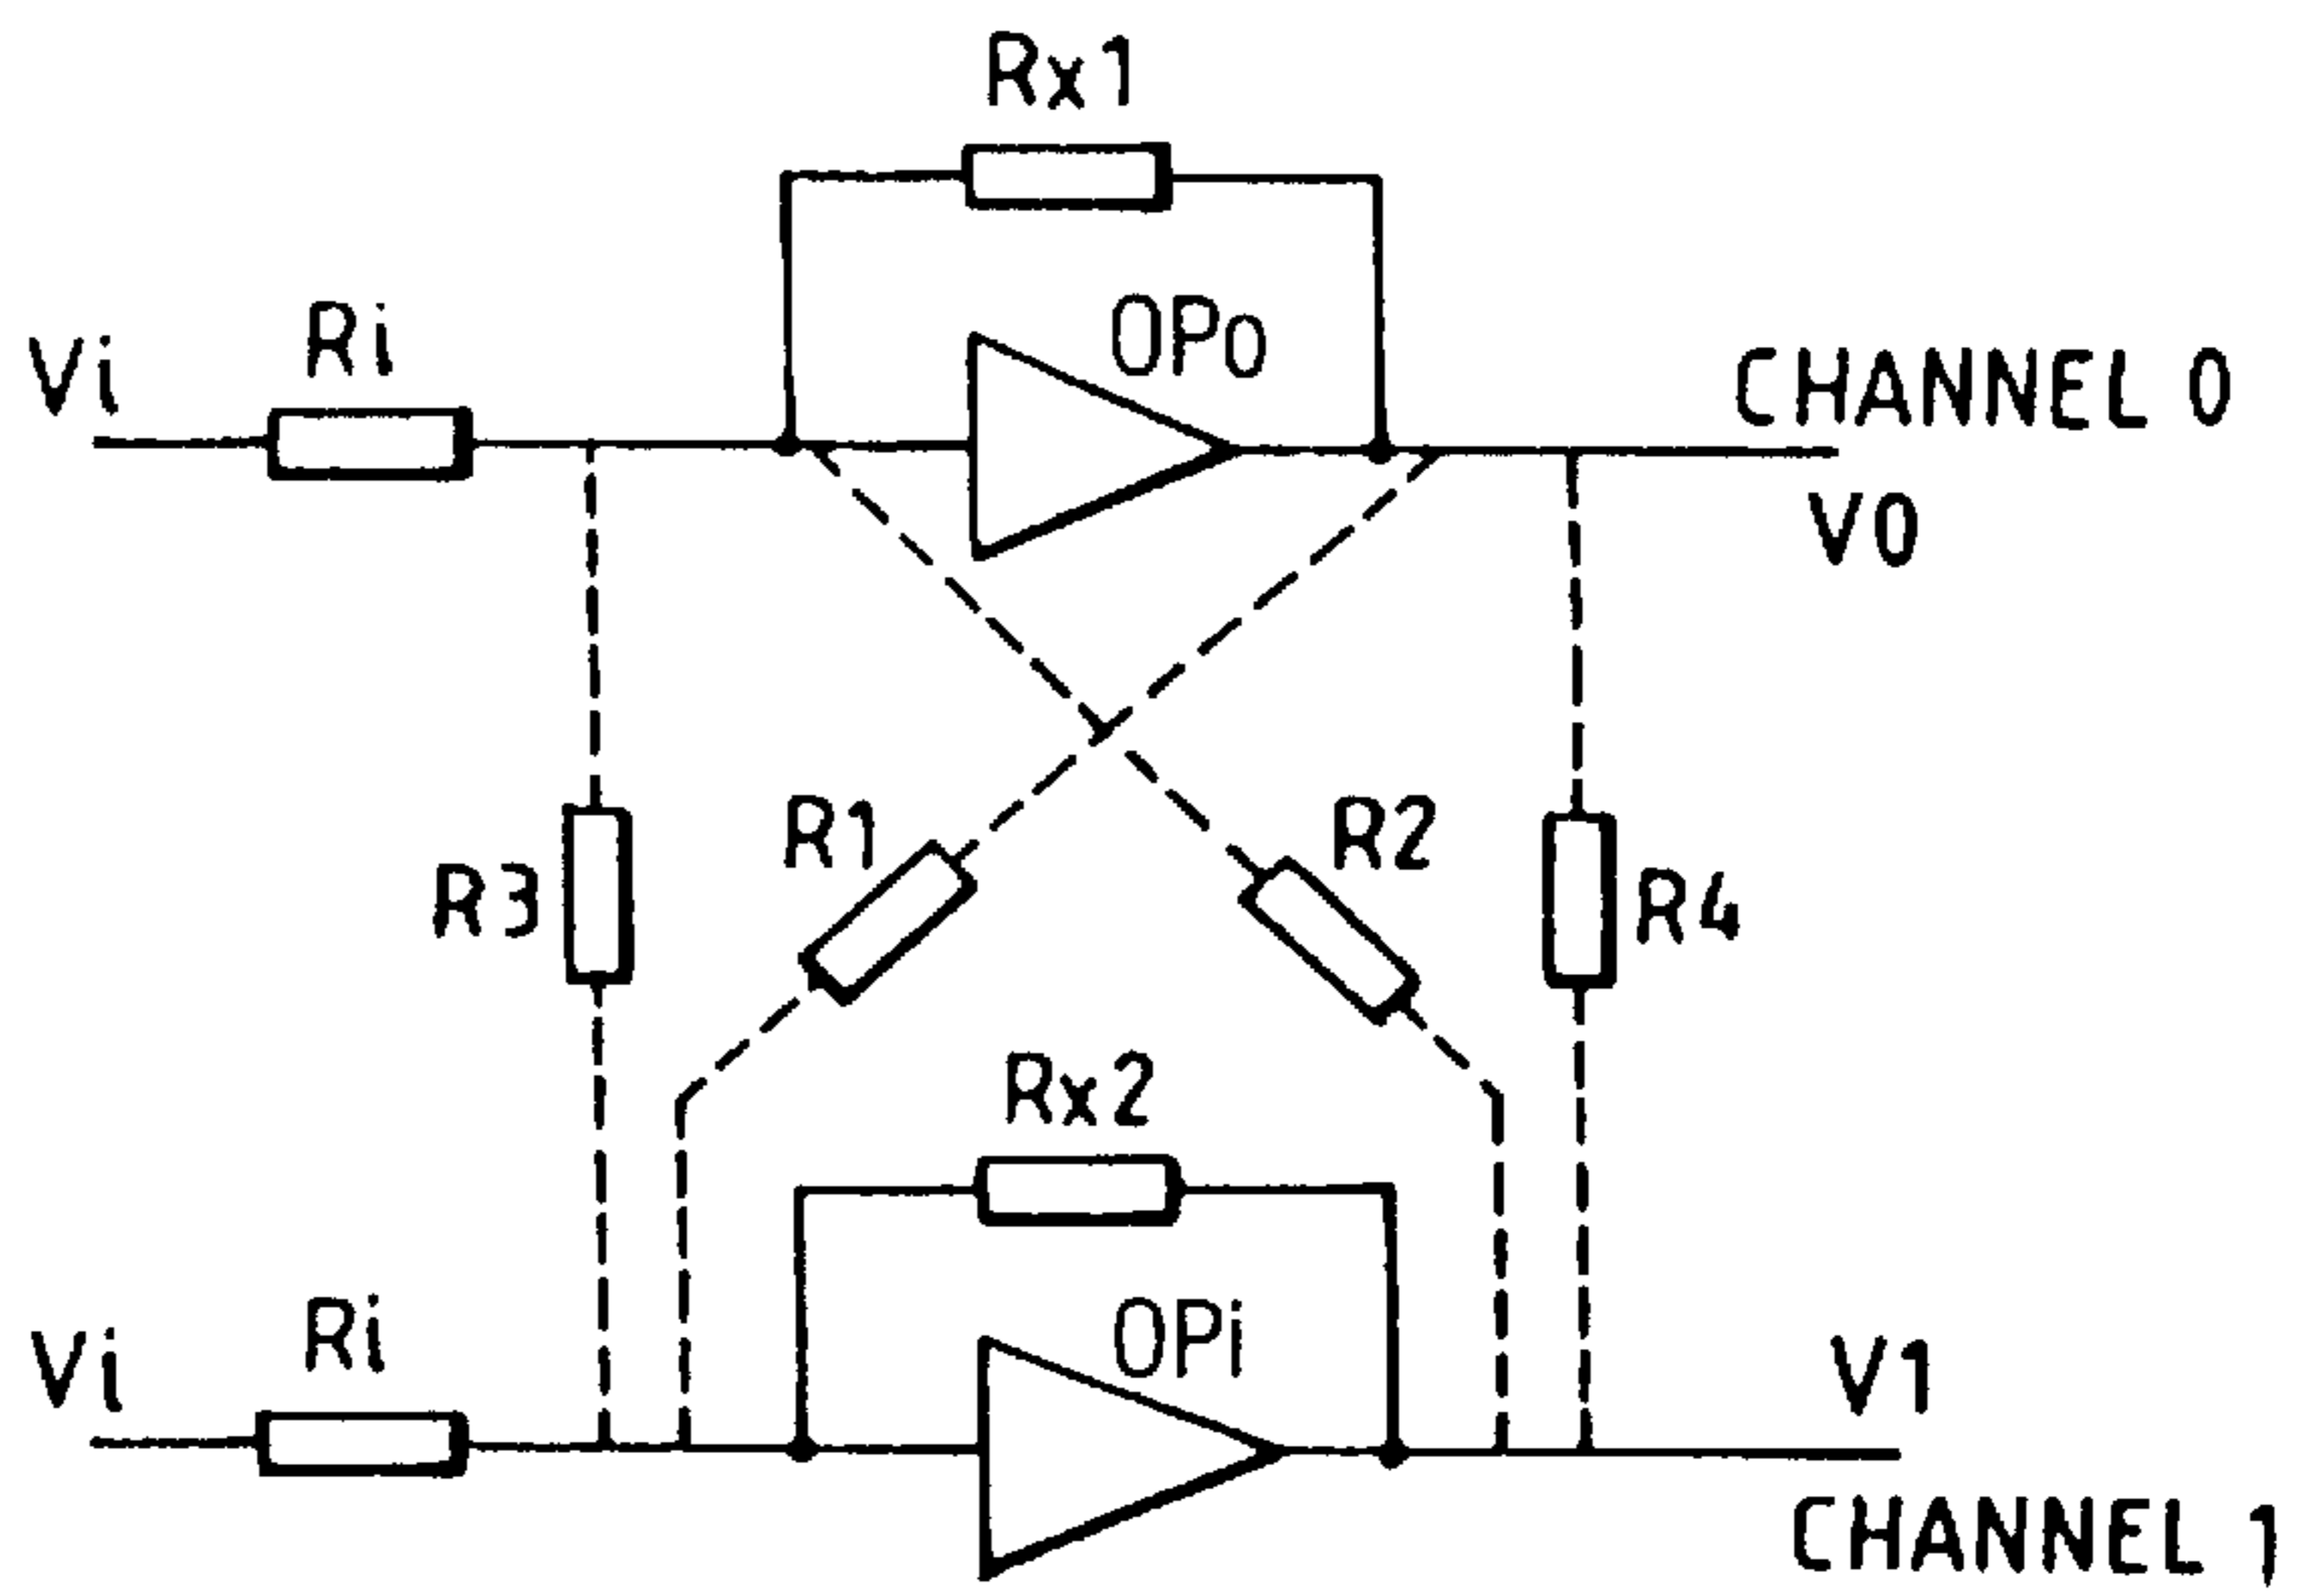 Rx1
Ri
OPo
Vi
CHANNEL 0
V0
R1
R2
R3
R4
Rx2
Ri
OPi
Vi
V1
CHANNEL 1